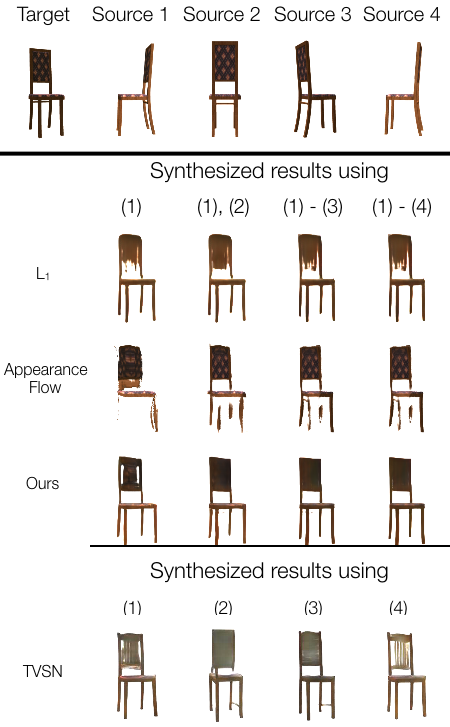 Target Source 1 Source 2 Source 3 Source 4
Synthesized results using
(1) (1), (2) (1) - (3) (1) - (4)
L₁
Appearance
Flow
Ours
Synthesized results using
(1) (2) (3) (4)
TVSN